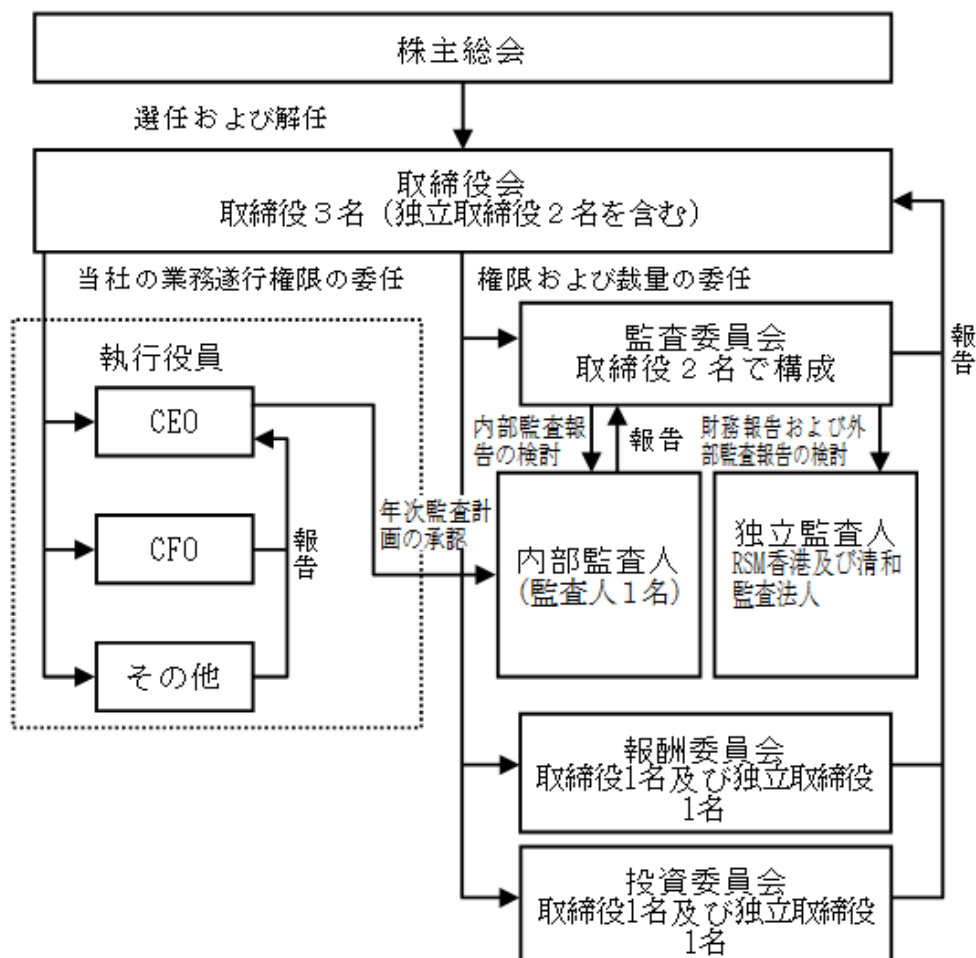 株主総会
選任および解任
取締役会
取締役３名（独立取締役２名を含む）
当社の業務遂行権限の委任
権限および裁量の委任
監査委員会
取締役２名で構成
報告
執行役員
CEO
内部監査報
告の検討
報告
財務報告および外
部監査報告の検討
年次監査計
画の承認
CFO
報告
内部監査人
(監査人１名)
独立監査人
RSM香港及び清和
監査法人
その他
報酬委員会
取締役1名及び独立取締役
1名
投資委員会
取締役1名及び独立取締役
1名